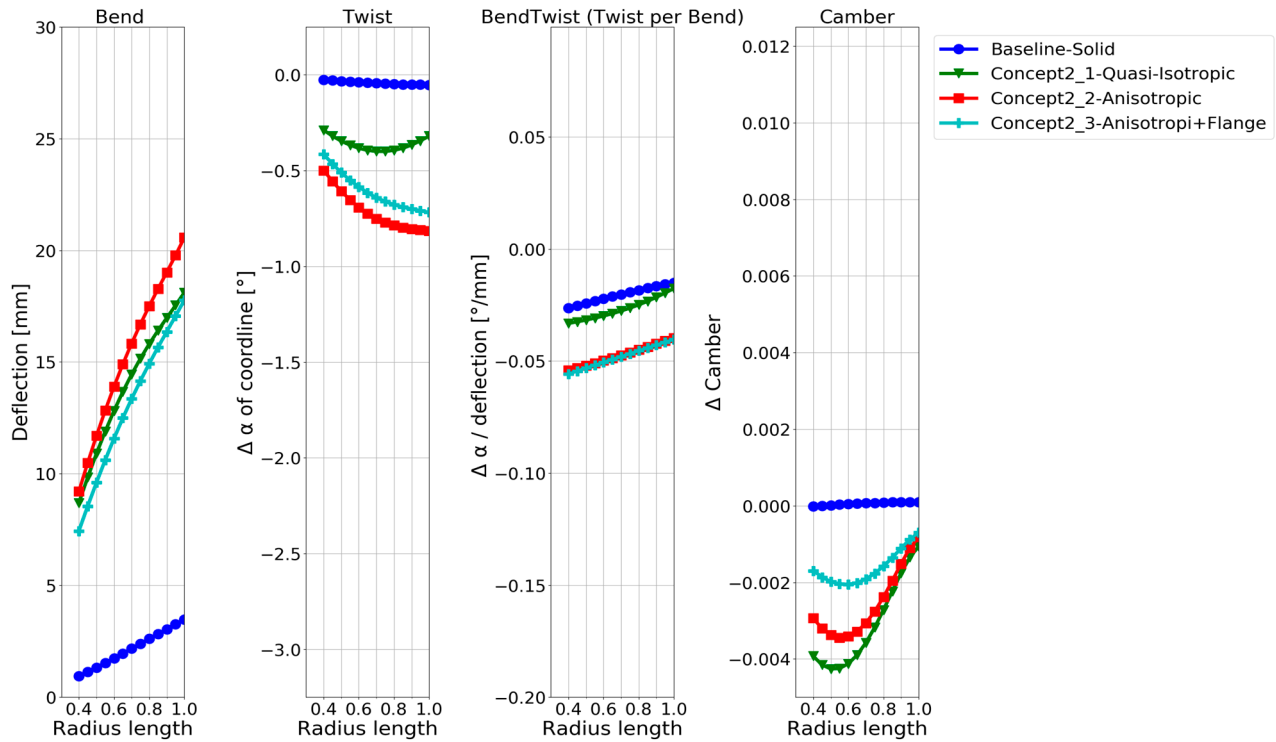 Bend
Twist
BendTwist (Twist per Bend)
Camber
30
25
20
15
10
5
0
Deflection [mm]
0.4 0.6 0.8 1.0
Radius length
0.0
−0.5
−1.0
−1.5
−2.0
−2.5
−3.0
Δ α of coordline [°]
0.4 0.6 0.8 1.0
Radius length
0.05
0.00
−0.05
−0.10
−0.15
−0.20
Δ α / deflection [°/mm]
0.4 0.6 0.8 1.0
Radius length
0.012
0.010
0.008
0.006
0.004
0.002
0.000
−0.002
−0.004
Δ Camber
0.4 0.6 0.8 1.0
Radius length
Baseline-Solid
Concept2_1-Quasi-Isotropic
Concept2_2-Anisotropic
Concept2_3-Anisotropi+Flange